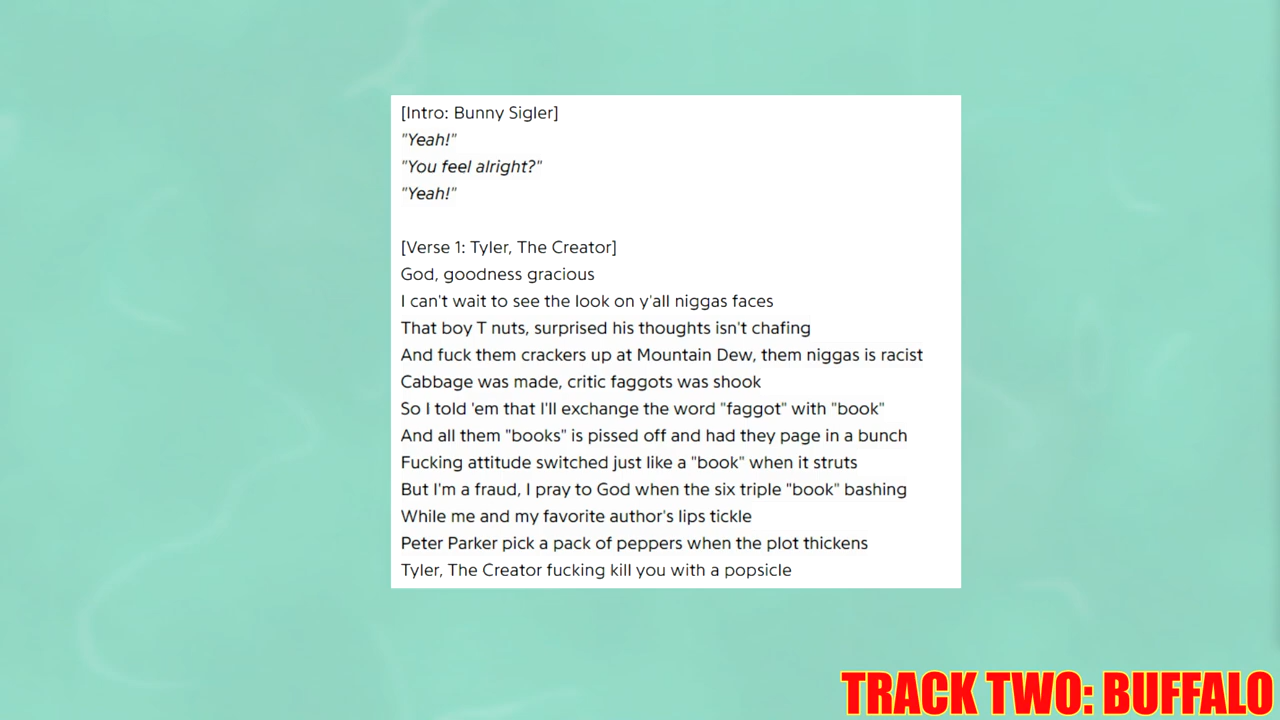 [Intro: Bunny Sigler]
"Yeah!"
"You feel alright?"
"Yeah!"
[Verse 1: Tyler, The Creator]
God, goodness gracious
I can't wait to see the look on y'all niggas faces
That boy T nuts, surprised his thoughts isn't chafing
And fuck them crackers up at Mountain Dew, them niggas is racist
Cabbage was made, critic faggots was shook
So I told 'em that I'll exchange the word "faggot" with "book"
And all them "books" is pissed off and had they page in a bunch
Fucking attitude switched just like a "book" when it struts
But I'm a fraud, I pray to God when the six triple "book" bashing
While me and my favorite author's lips tickle
Peter Parker pick a pack of peppers when the plot thickens
Tyler, The Creator fucking kill you with a popsicle
TRACK TWO: BUFFALO